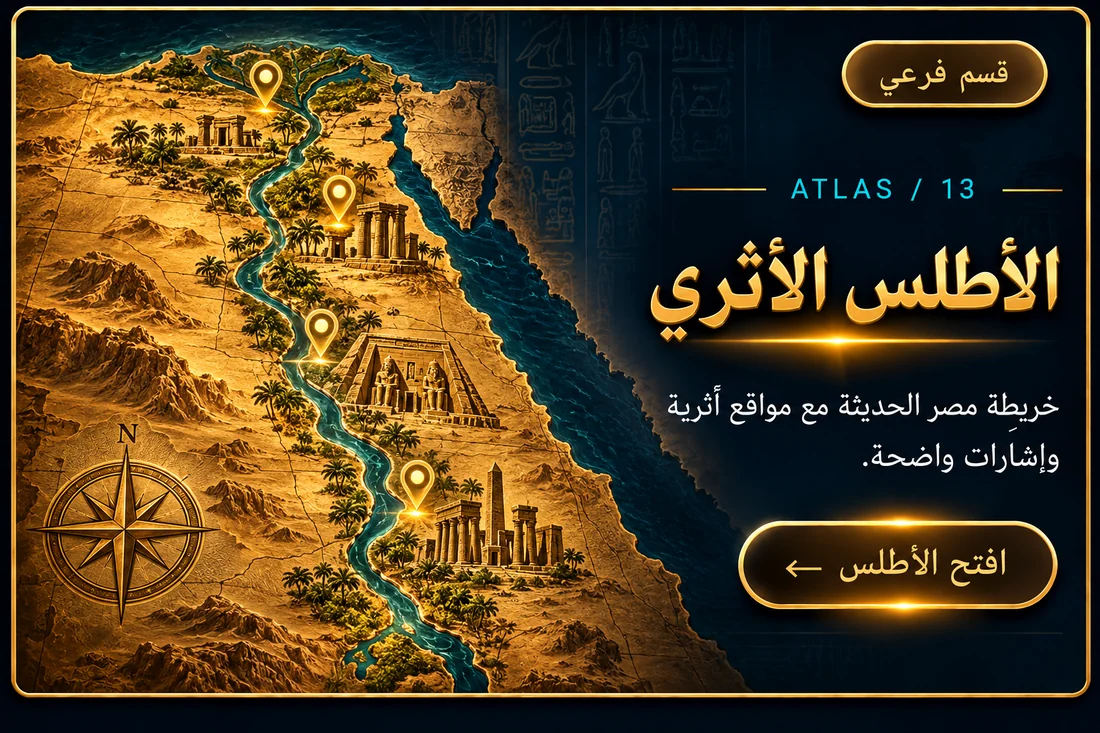 قسم فرعي
ATLAS / 13
الأطلس الأثري
خريطة مصر الحديثة مع مواقع أثرية
وإشارات واضحة.
افتح الأطلس ←
N